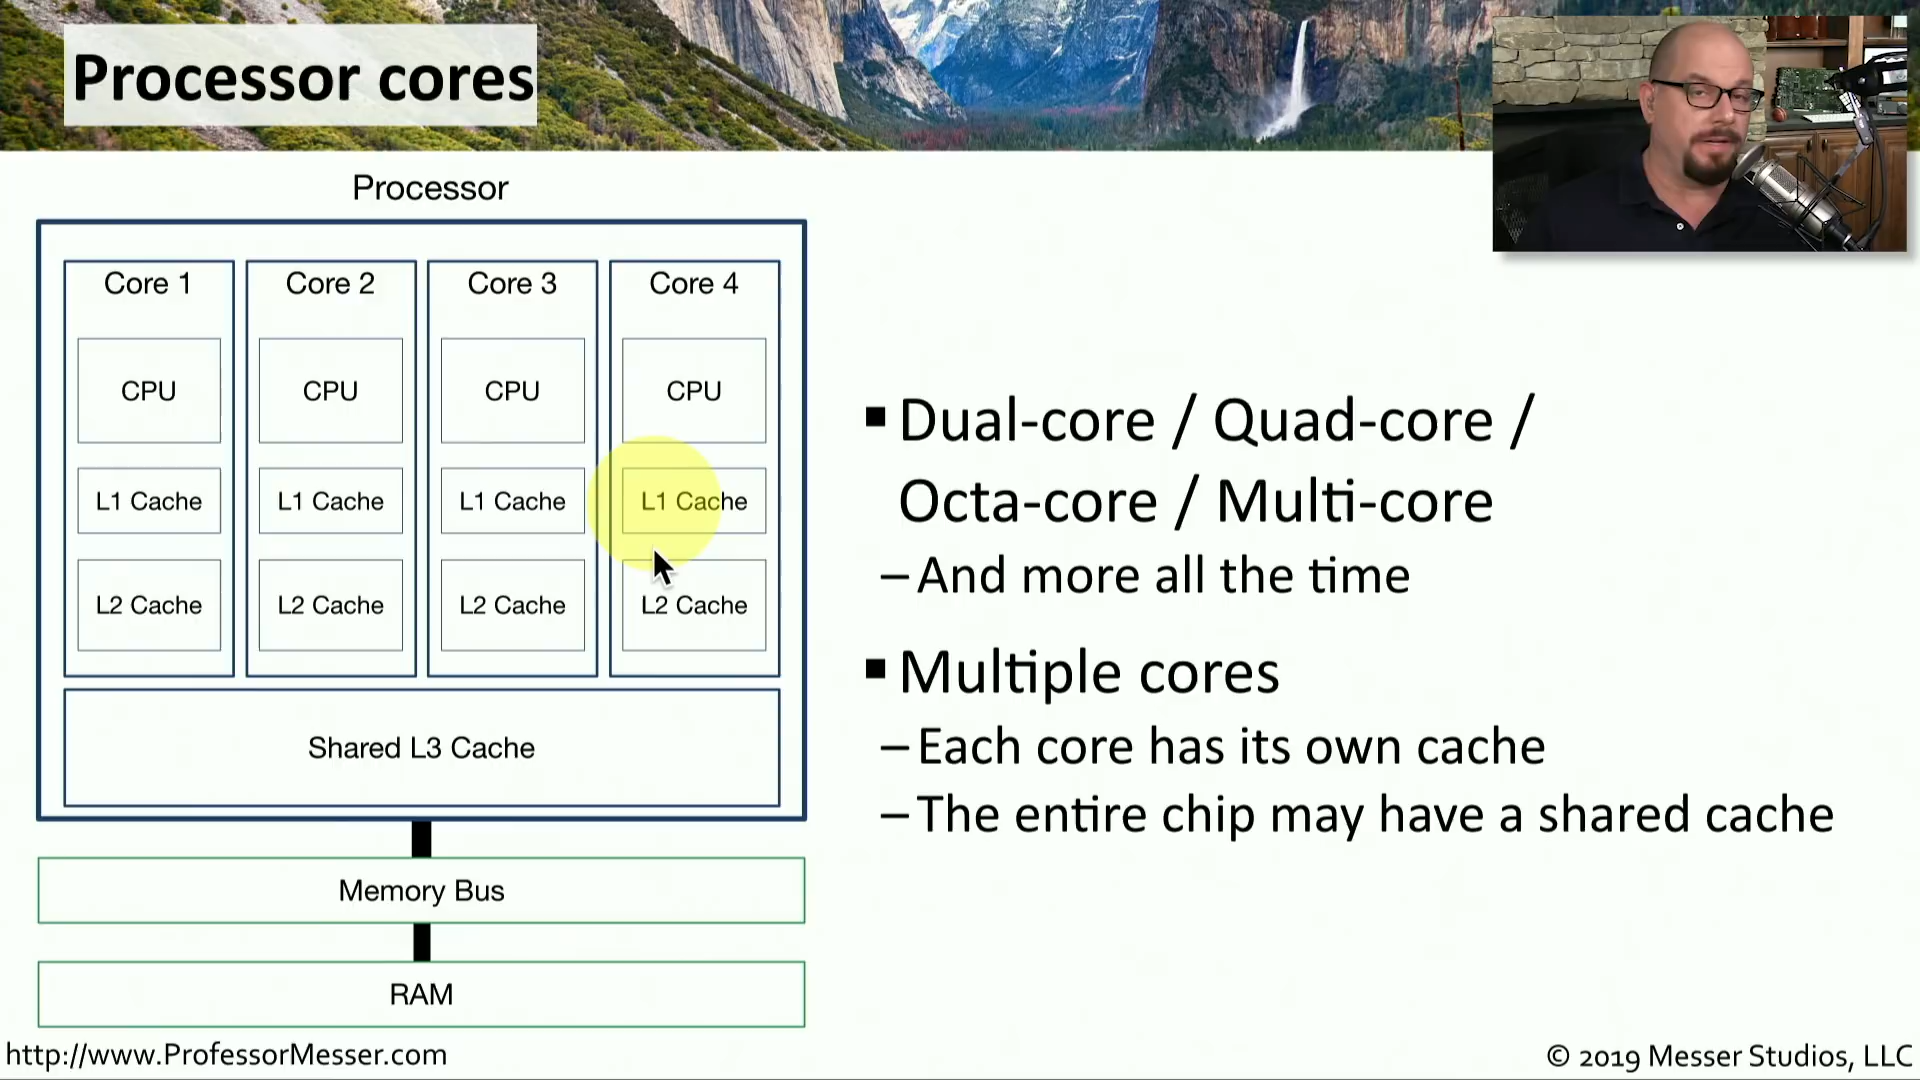 Processor cores
Processor
Core 1
Core 2
Core 3
Core 4
CPU
CPU
CPU
CPU
L1 Cache
L1 Cache
L1 Cache
L1 Cache
L2 Cache
L2 Cache
L2 Cache
L2 Cache
Shared L3 Cache
Memory Bus
RAM
▪ Dual-core / Quad-core /
Octa-core / Multi-core
– And more all the time
▪ Multiple cores
– Each core has its own cache
– The entire chip may have a shared cache
http://www.ProfessorMesser.com
© 2019 Messer Studios, LLC